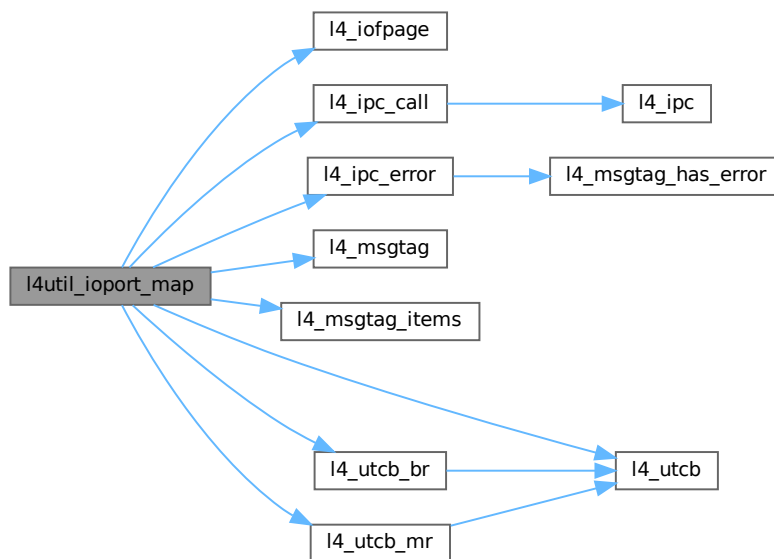 l4_iofpage
l4_ipc_call
l4_ipc
l4_ipc_error
l4_msgtag_has_error
l4_msgtag
l4util_ioport_map
l4_msgtag_items
l4_utcb_br
l4_utcb
l4_utcb_mr